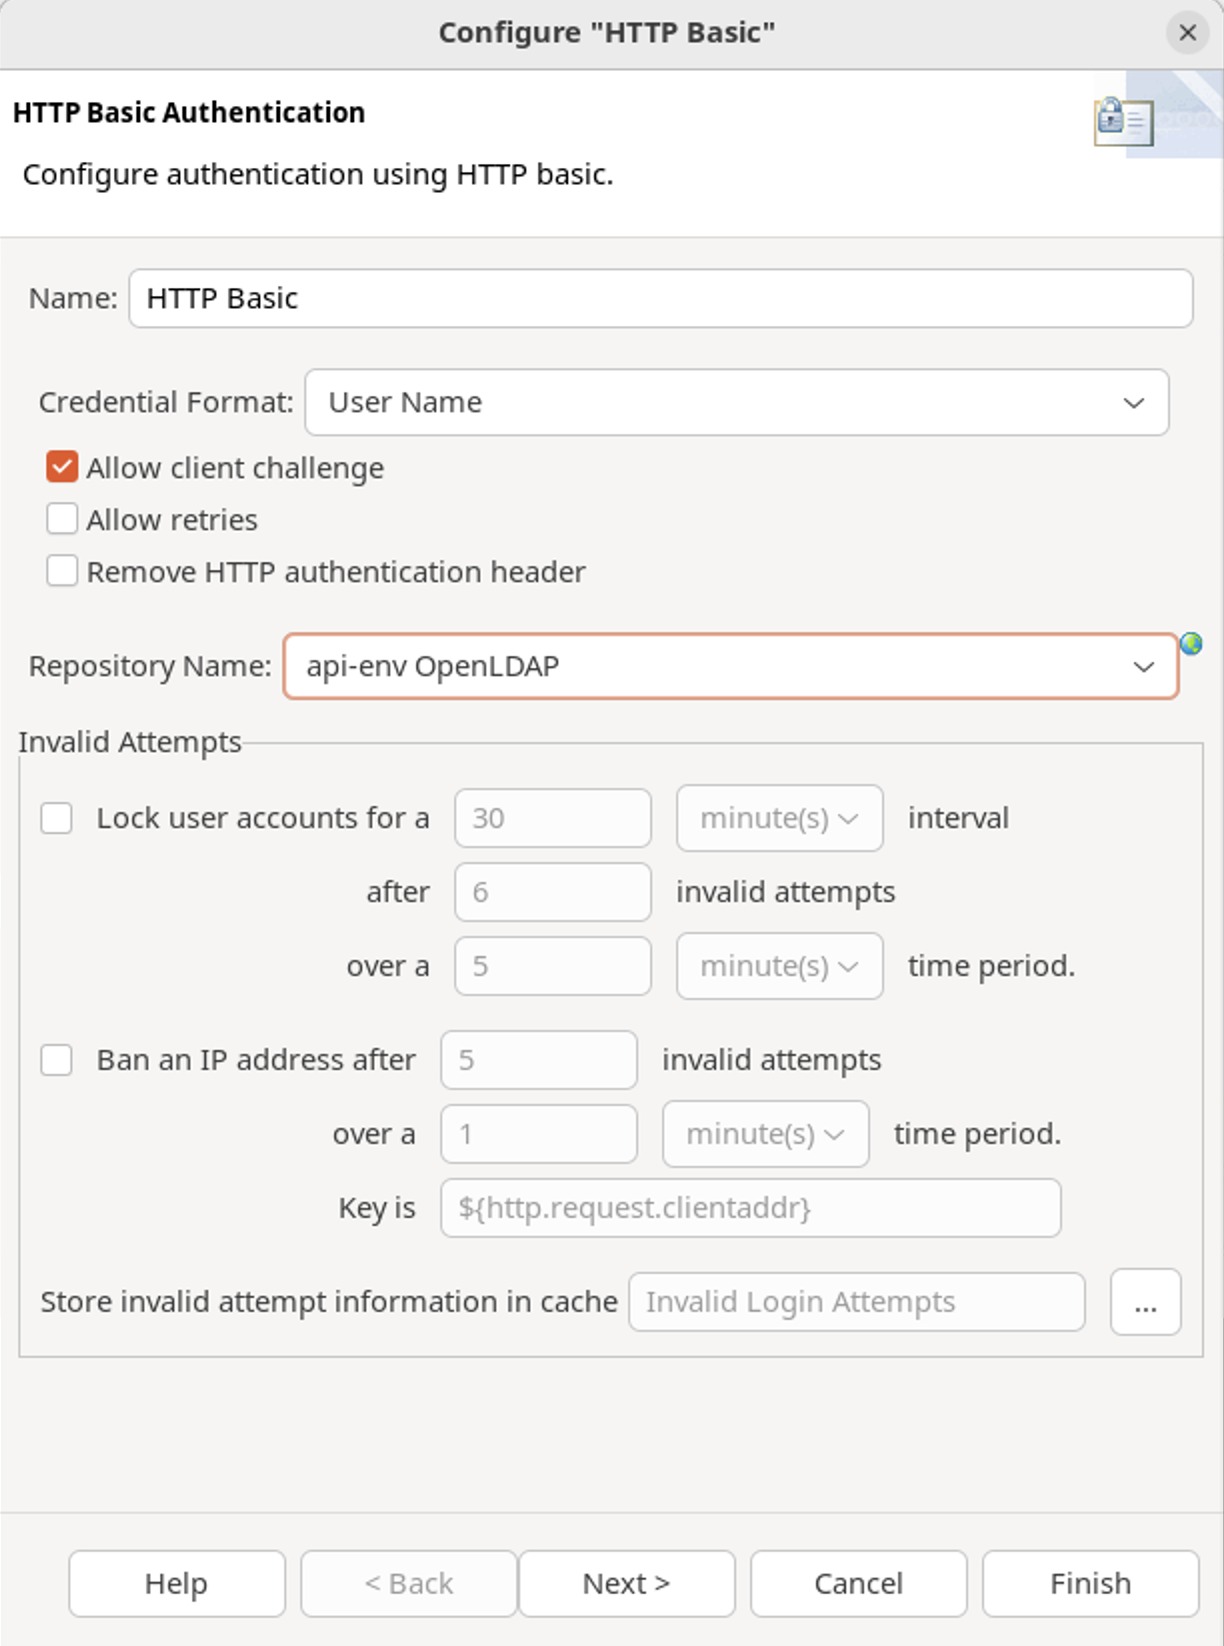 Configure "HTTP Basic"
HTTP Basic Authentication
Configure authentication using HTTP basic.
Name: HTTP Basic
Credential Format: User Name
Allow client challenge
Allow retries
Remove HTTP authentication header
Repository Name: api-env OpenLDAP
Invalid Attempts
Lock user accounts for a 30 minute(s) interval
after 6 invalid attempts
over a 5 minute(s) time period.
Ban an IP address after 5 invalid attempts
over a 1 minute(s) time period.
Key is ${http.request.clientaddr}
Store invalid attempt information in cache Invalid Login Attempts ...
Help < Back Next > Cancel Finish